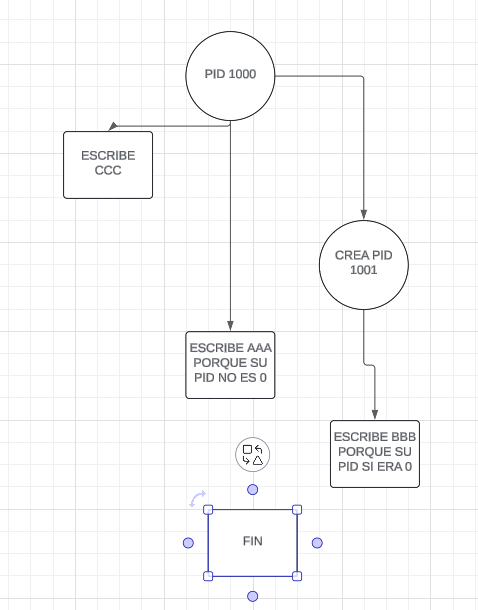 PID 1000
ESCRIBE
CCC
CREA PID
1001
ESCRIBE AAA
PORQUE SU
PID NO ES 0
ESCRIBE BBB
PORQUE SU
PID SI ERA 0
FIN